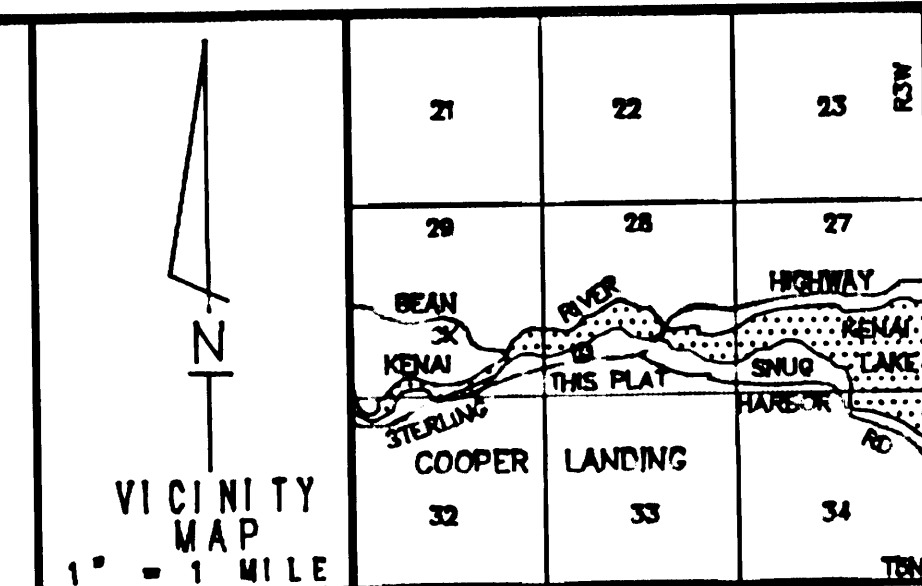 N
VICINITY
MAP
1" = 1 MILE
21 22 23 R3W
29 28 27
HIGHWAY
BEAN RIVER
KENAI
KENAI SNUG LAKE
THIS PLAT
HARBOR
STERLING RD
COOPER LANDING
32 33 34